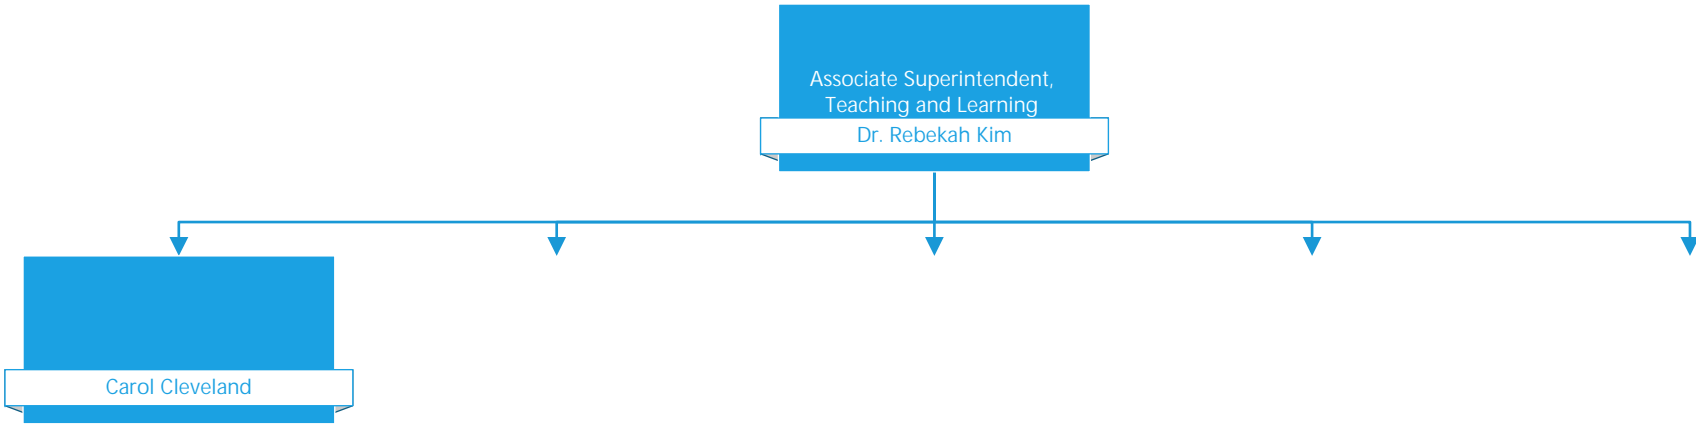 Associate Superintendent,
Teaching and Learning
Dr. Rebekah Kim
Carol Cleveland